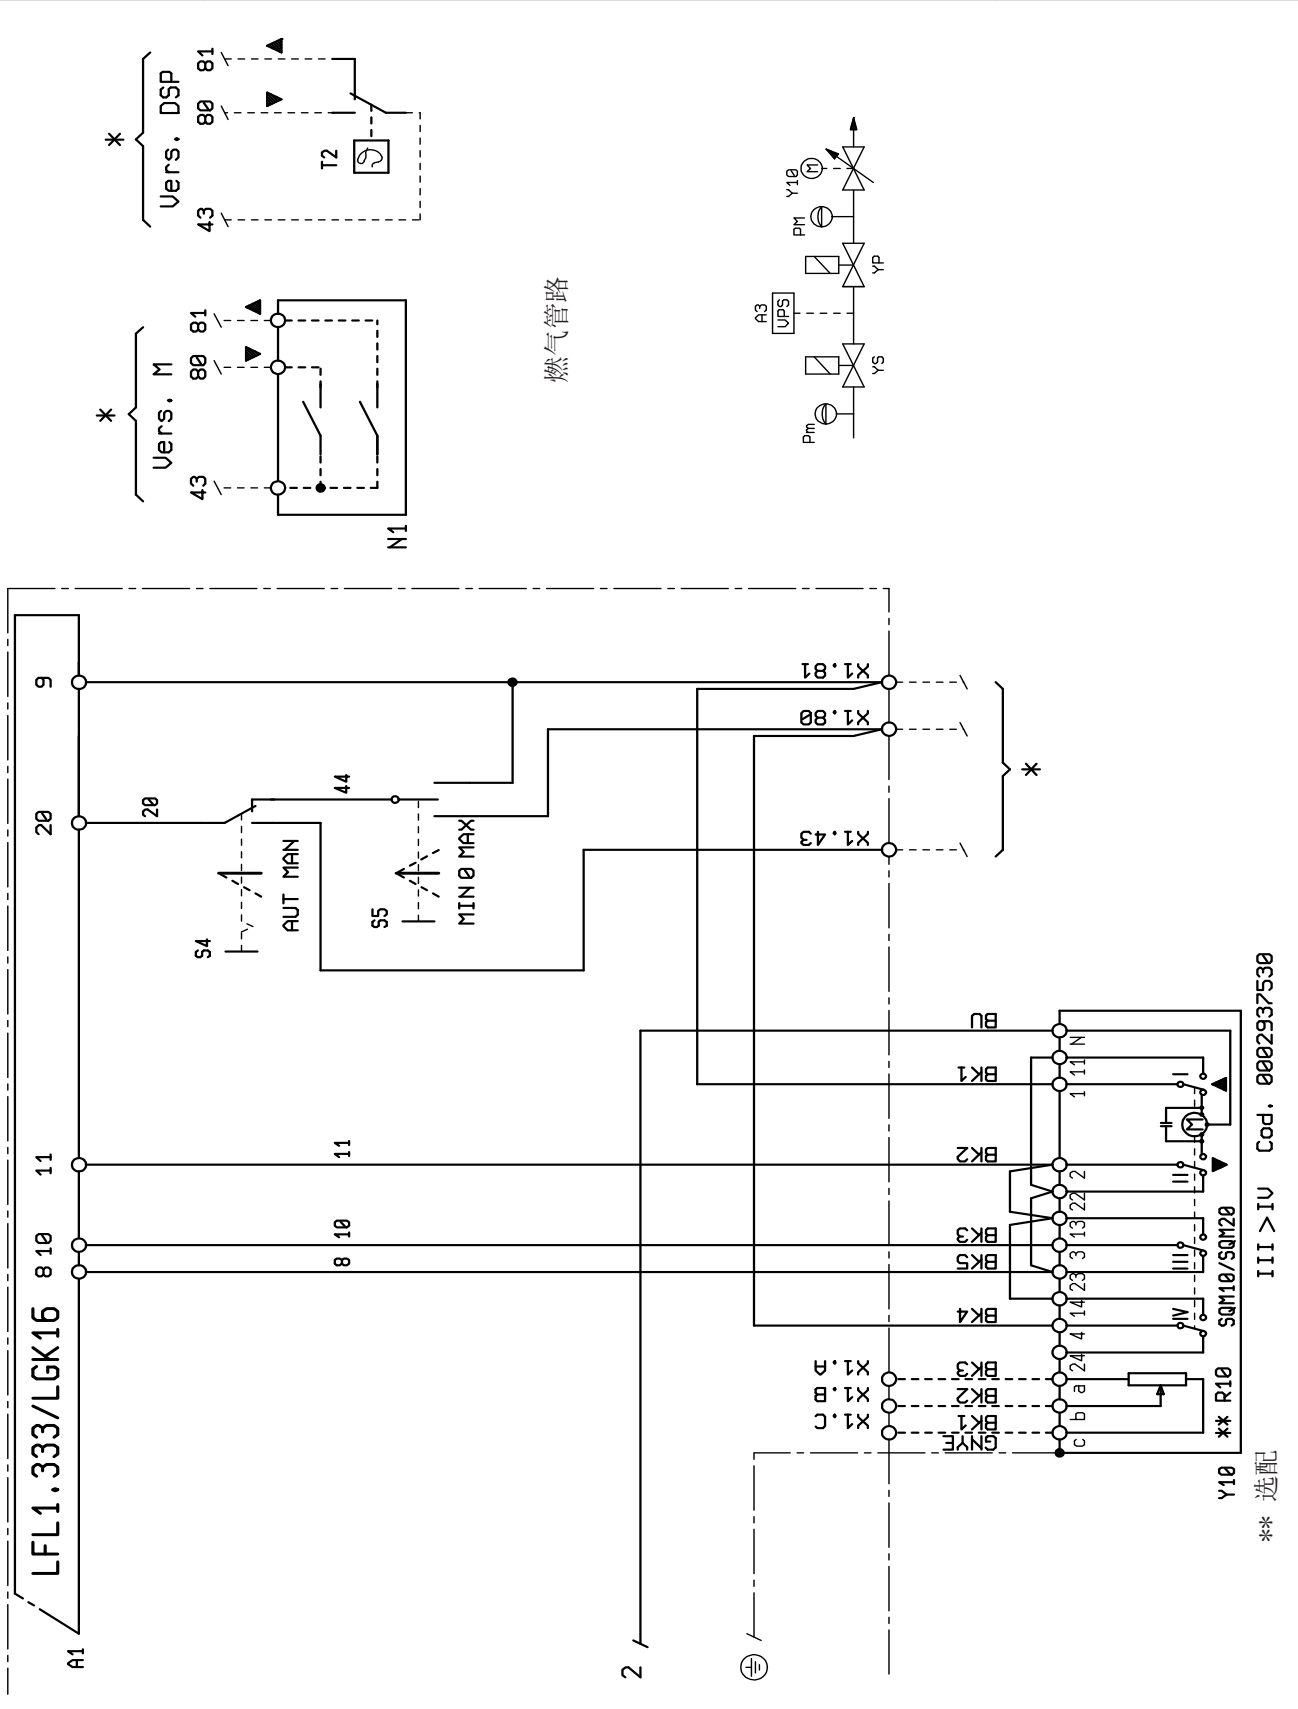 LFL1.333/LGK16
A1
8
10
11
20
9
20
44
S4
AUT MAN
S5
MIN 0 MAX
11
10
8
X1.81
X1.80
X1.43
*
BU
BK1
BK2
BK3
BK5
BK4
X1.A
BK3
X1.B
BK2
X1.C
BK1
GNYE
N
11
1
2
22
13
3
23
14
4
24
a
b
c
I
II
III
IV
M
SQM10/SQM20
** R10
Y10
2
** 选配
III >IV Cod. 0002937530
*
Vers. M
43
80
81
N1
*
Vers. DSP
43
80
81
T2
燃气管路
Pm
YS
A3
VPS
YP
PM
Y10
M